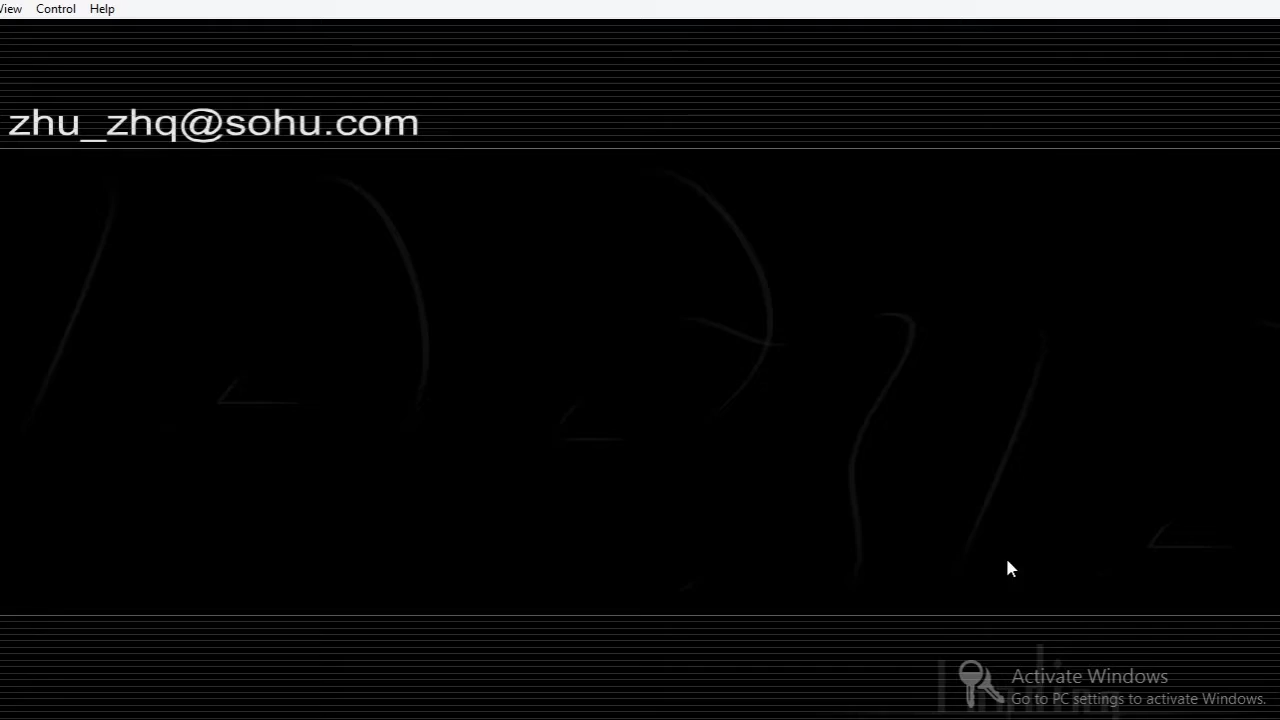 View Control Help
zhu_zhq@sohu.com
Activate Windows
Go to PC settings to activate Windows.